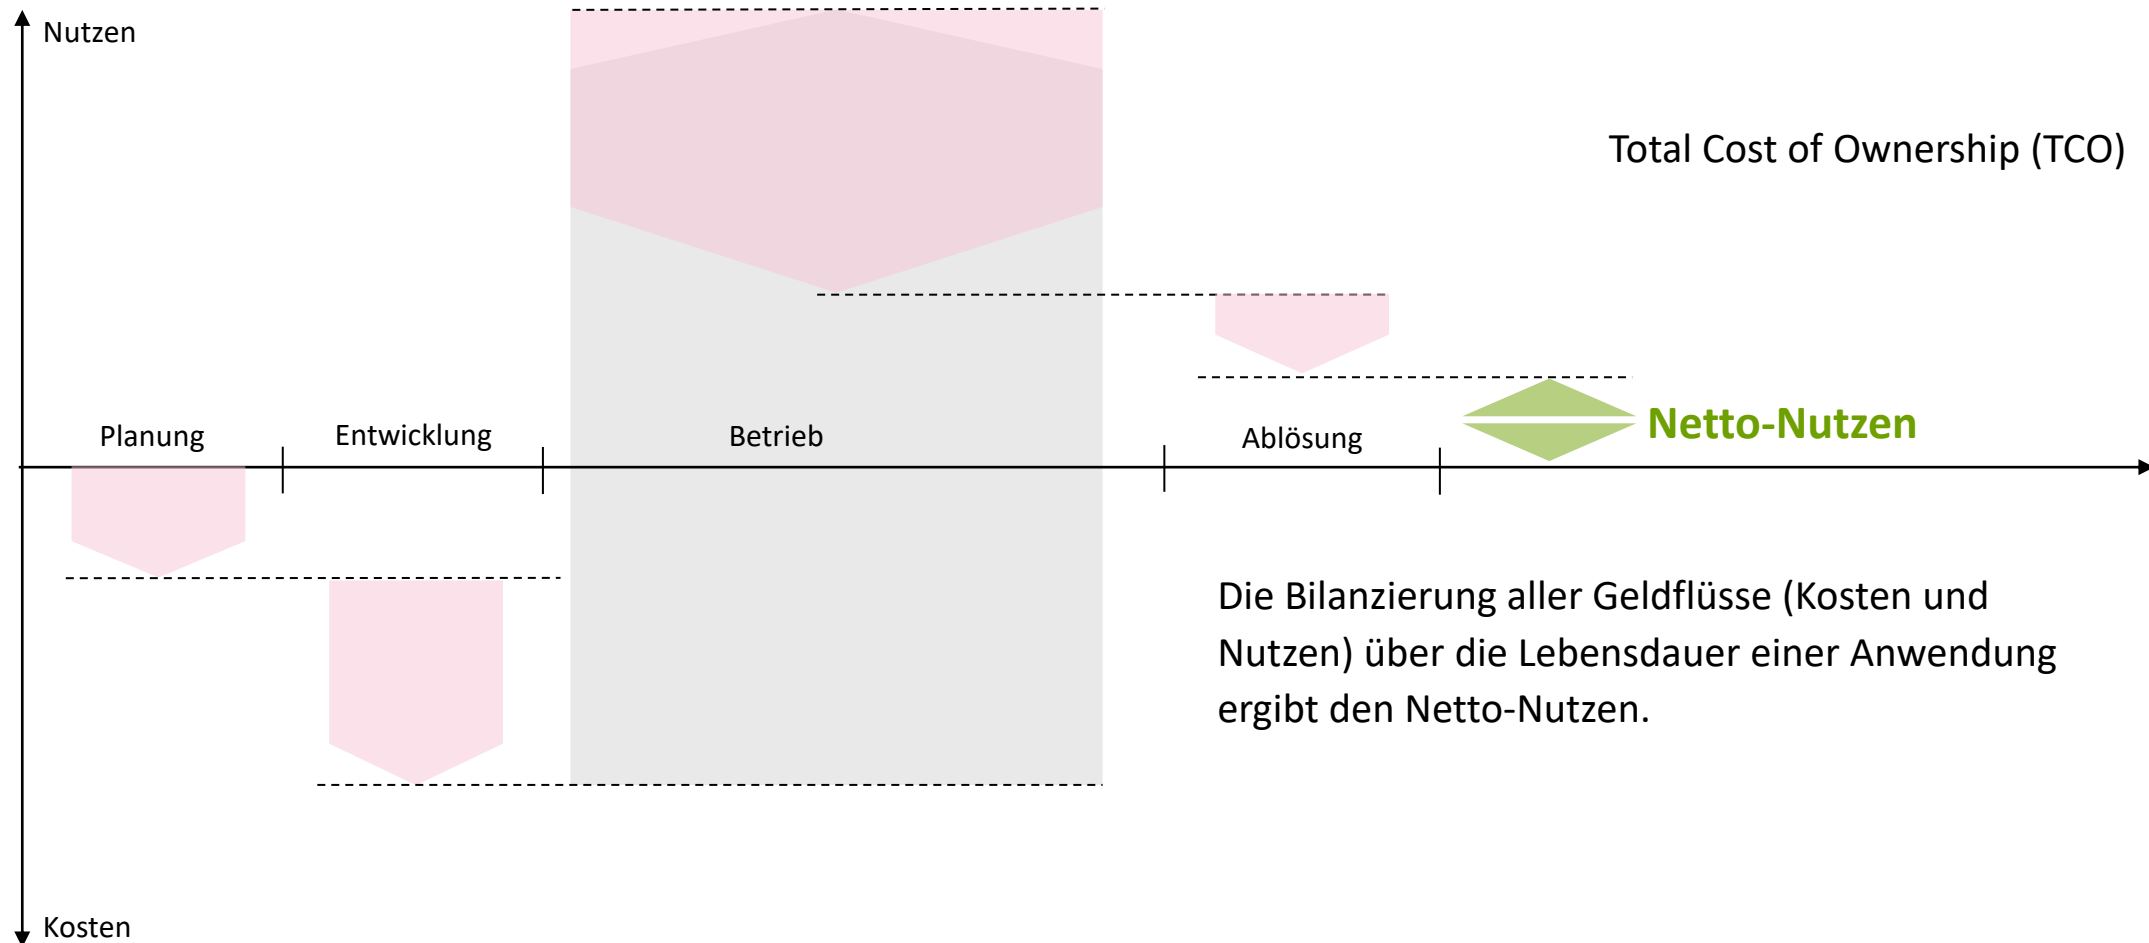 Nutzen
Total Cost of Ownership (TCO)
Planung
Entwicklung
Betrieb
Ablösung
Netto-Nutzen
Die Bilanzierung aller Geldflüsse (Kosten und
Nutzen) über die Lebensdauer einer Anwendung
ergibt den Netto-Nutzen.
Kosten